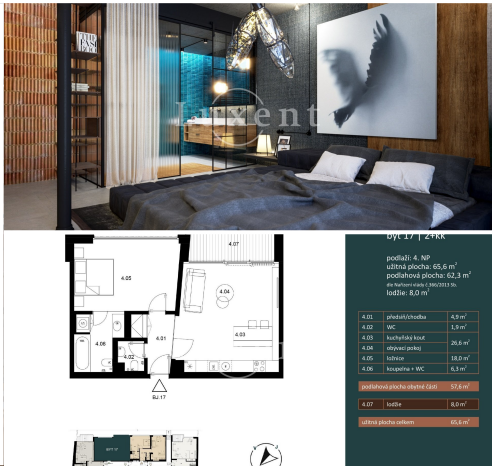 THE
PAST
BOOK
Luxent
byt 17 | 2+kk
podlaží: 4. NP
užitná plocha: 65,6 m²
podlahová plocha: 62,3 m²
dle Nařízení vlády č.366/2013 Sb.
lodžie: 8,0 m²
4.01 předsíň/chodba 4,9 m²
4.02 WC 1,9 m²
4.03 kuchyňský kout 26,6 m²
4.04 obývací pokoj
4.05 ložnice 18,0 m²
4.06 koupelna + WC 6,3 m²
podlahová plocha obytné části 57,6 m²
4.07 lodžie 8,0 m²
užitná plocha celkem 65,6 m²
4.07
4.05
4.04
4.01
4.06
4.02
4.03
BJ.17
BYT 17